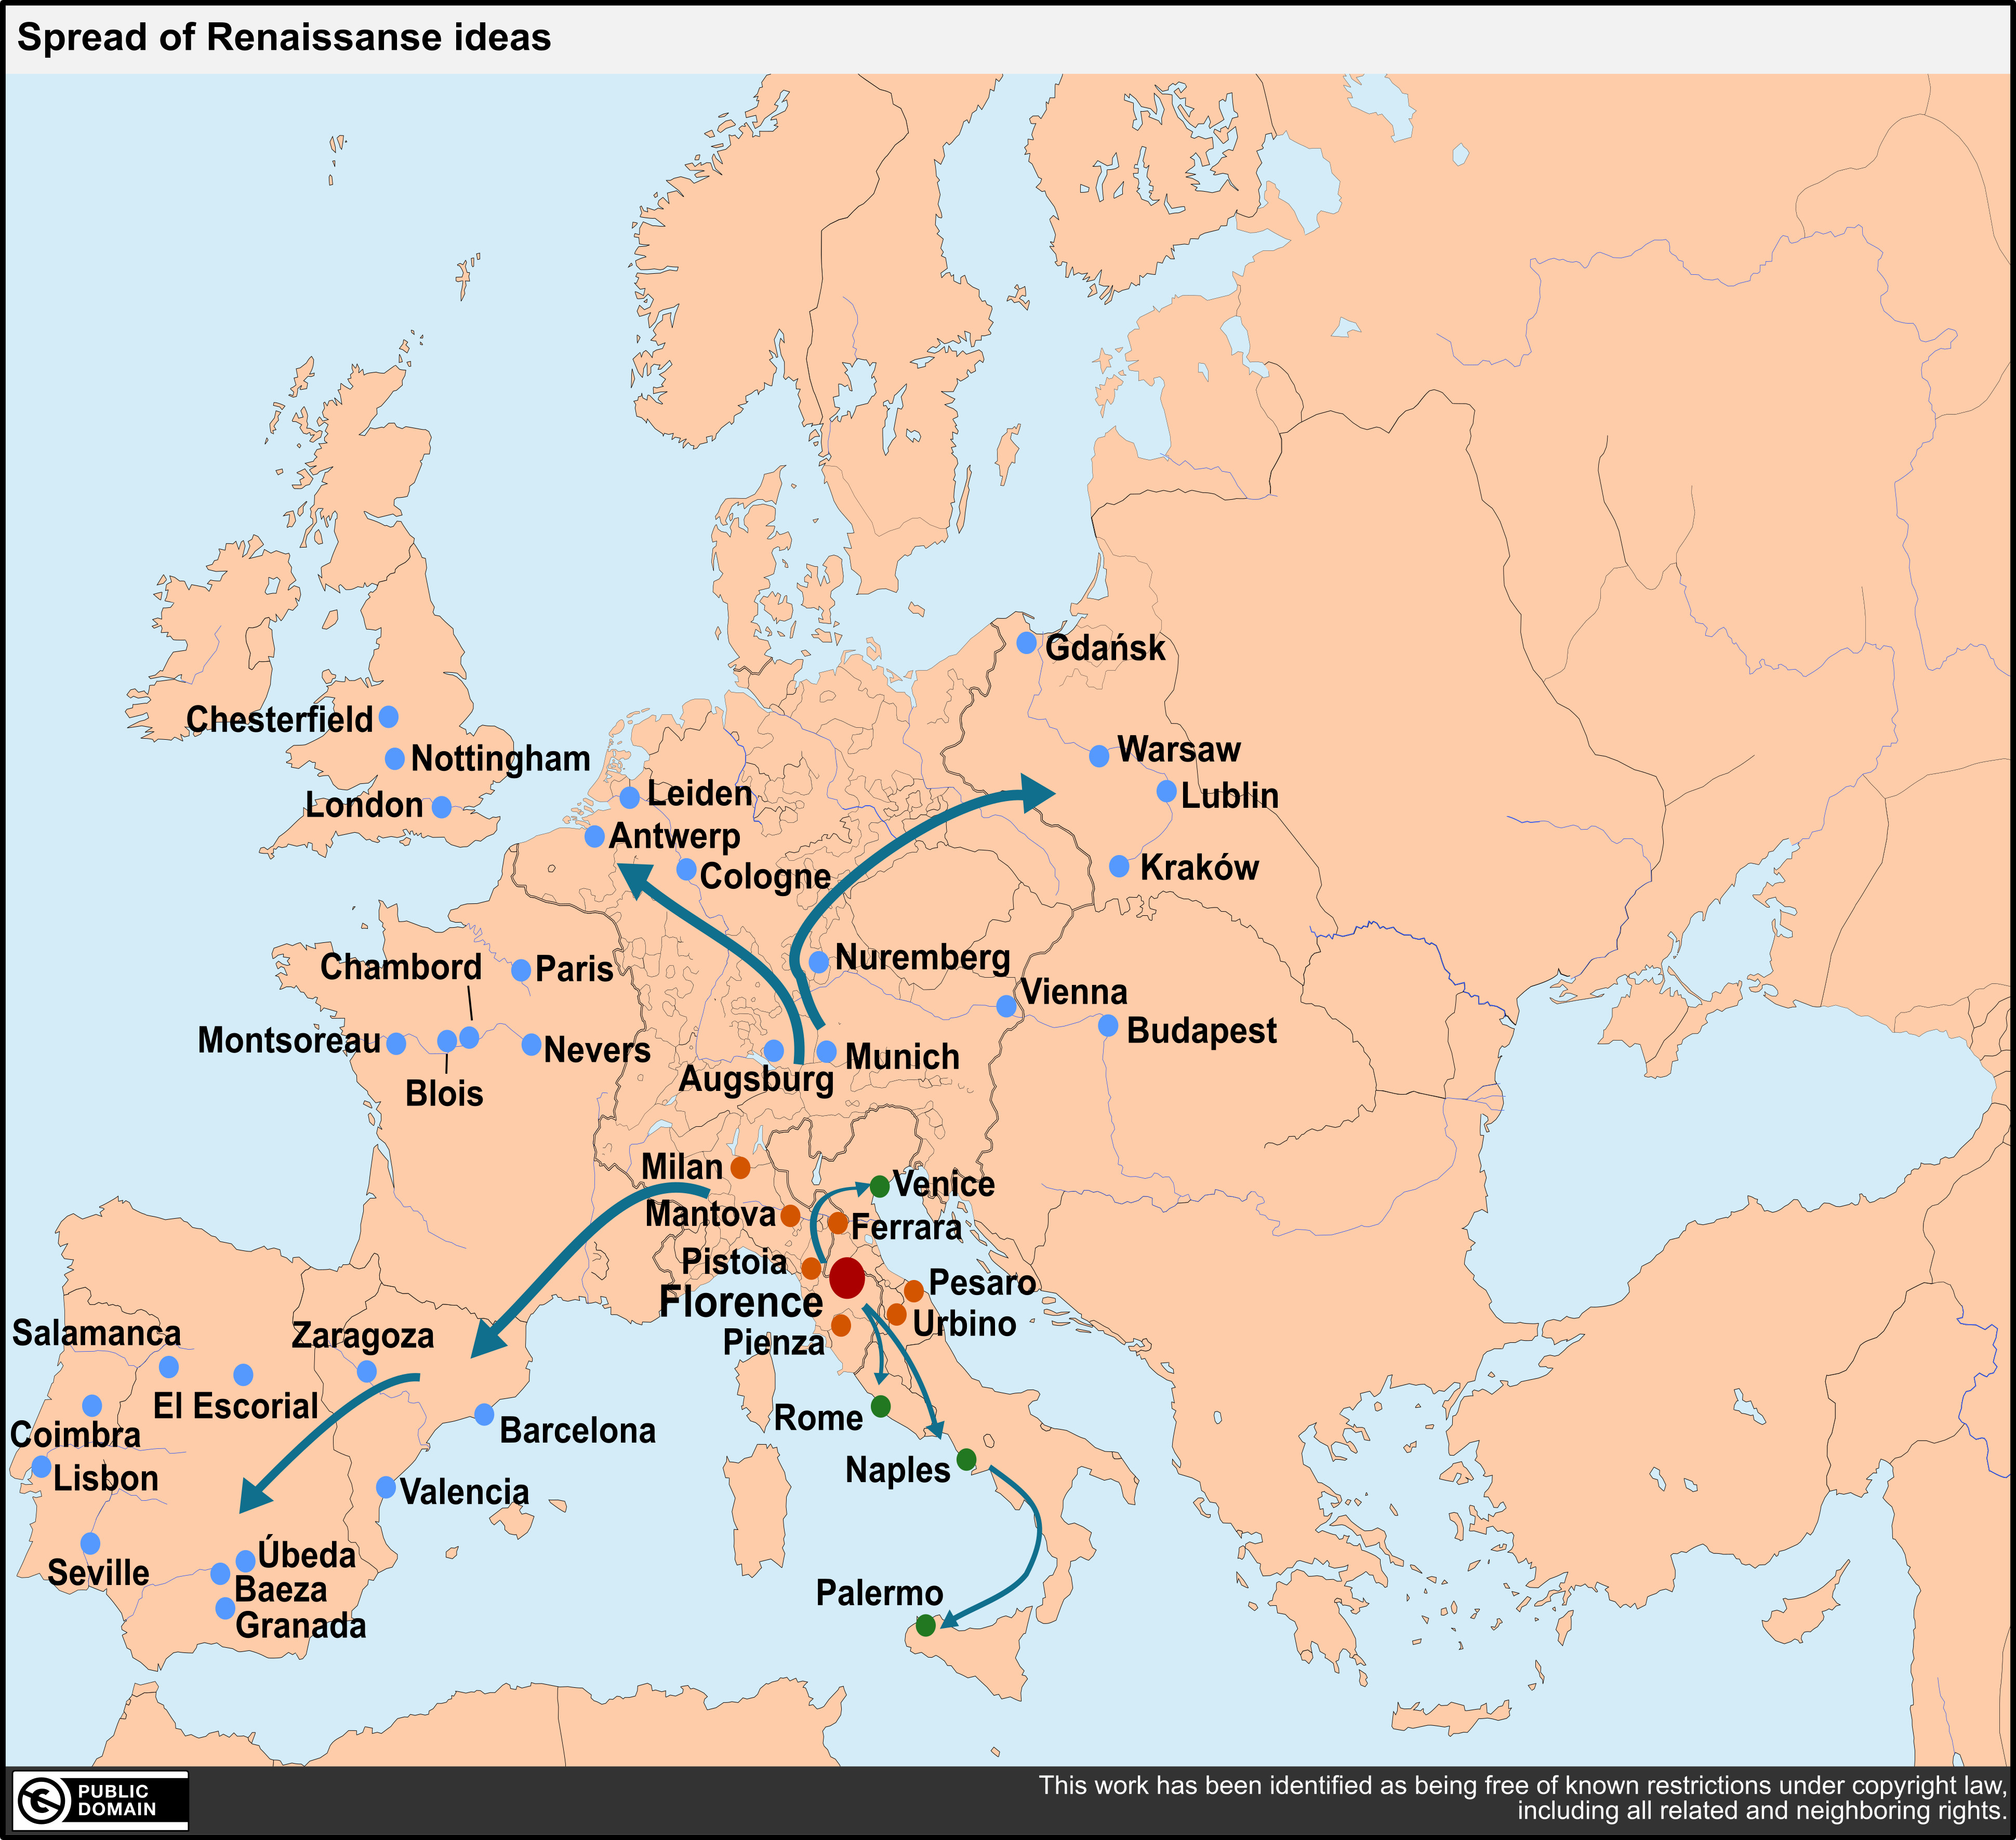 Spread of Renaissanse ideas
Gdańsk
Chesterfield
Nottingham
Warsaw
Leiden
Lublin
London
Antwerp
Kraków
Cologne
Nuremberg
Chambord
Paris
Vienna
Budapest
Montsoreau
Nevers
Munich
Augsburg
Blois
Milan
Venice
Mantova
Ferrara
Pistoia
Pesaro
Florence
Urbino
Pienza
Salamanca
Zaragoza
El Escorial
Rome
Barcelona
Coimbra
Naples
Lisbon
Valencia
Úbeda
Seville
Baeza
Palermo
Granada
PUBLIC
DOMAIN
This work has been identified as being free of known restrictions under copyright law,
including all related and neighboring rights.